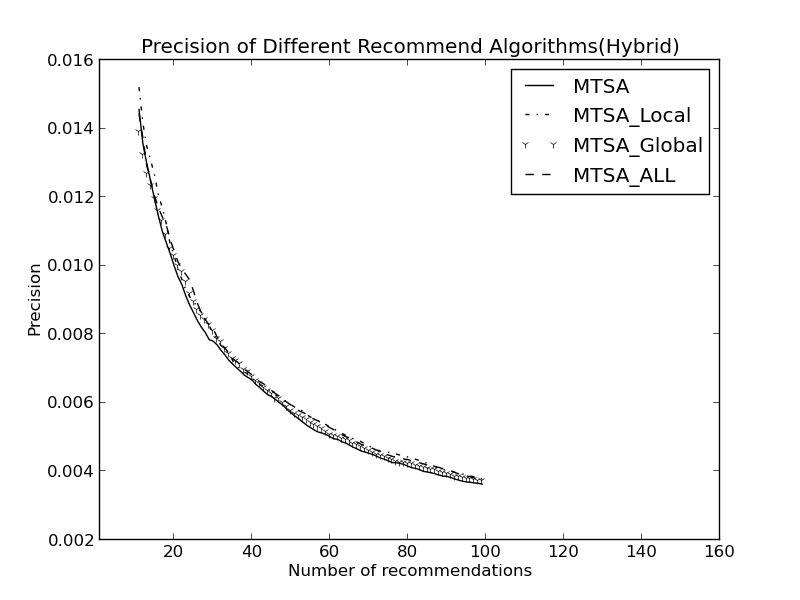 Precision of Different Recommend Algorithms(Hybrid)
0.016
0.014
0.012
0.010
0.008
0.006
0.004
0.002
Precision
MTSA
MTSA_Local
MTSA_Global
MTSA_ALL
20 40 60 80 100 120 140 160
Number of recommendations